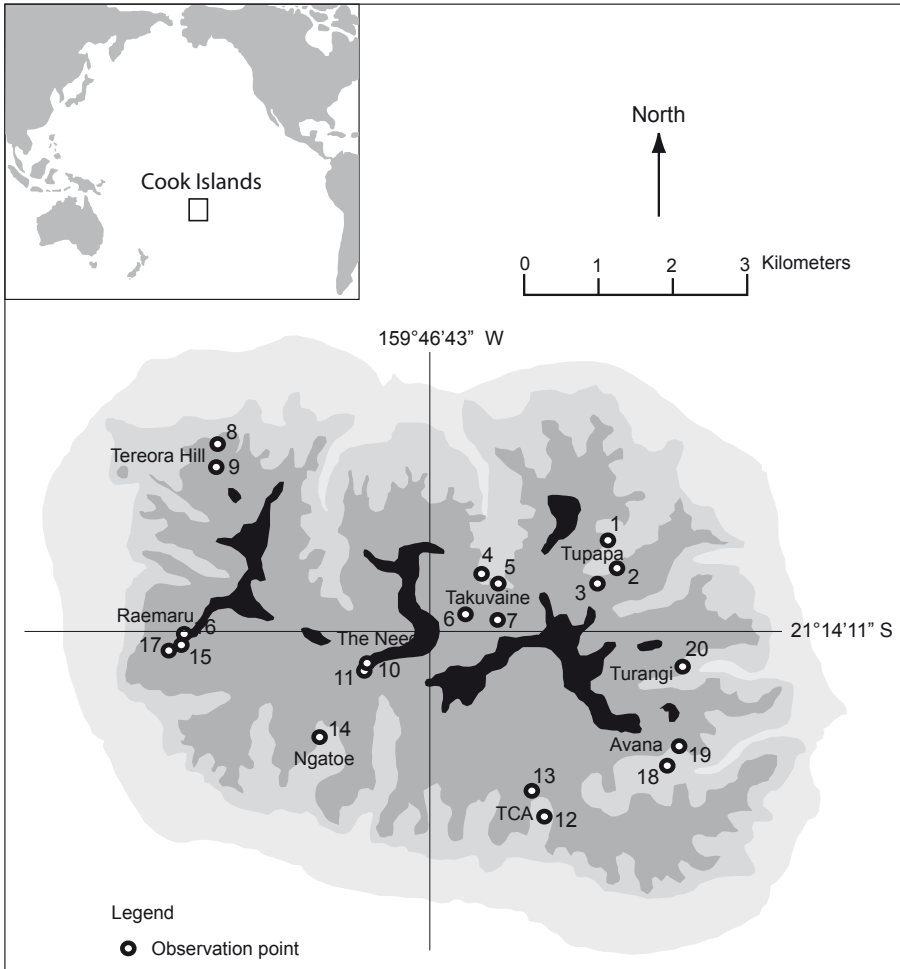 Cook Islands
North
0 1 2 3 Kilometers
159°46'43" W
8
Tereora Hill
9
1
Tupapa
2
3
4
5
Takuvaine
6
7
Raemaru
6
17
15
The Nee
21°14'11" S
10
11
20
Turangi
14
Ngatoe
Avana
19
18
13
TCA
12
Legend
Observation point